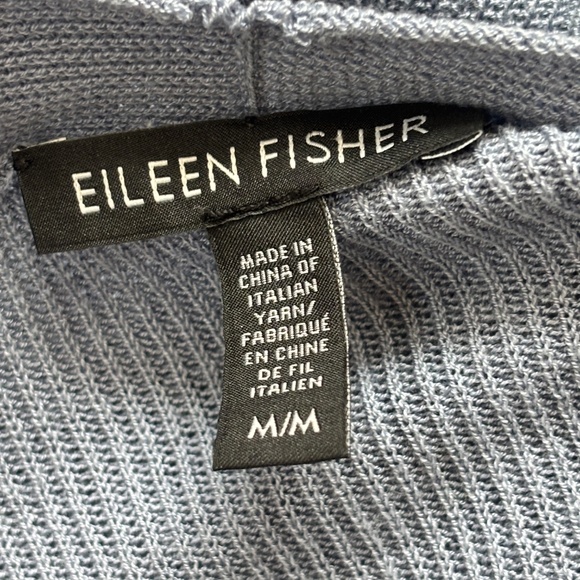 EILEEN FISHER
MADE IN
CHINA OF
ITALIAN
YARN/
FABRIQUÉ
EN CHINE
DE FIL
ITALIEN
M/M